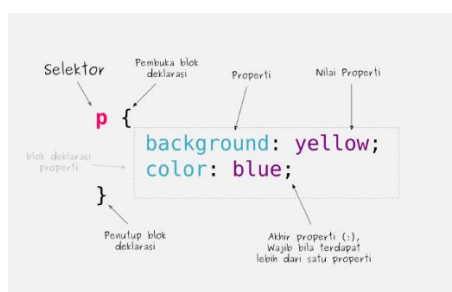 Selektor
Pembuka blok
deklarasi
Properti
Nilai Properti
p {
background: yellow;
color: blue;
blok deklarasi
properti
}
Penutup blok
deklarasi
Akhir properti (;),
Wajib bila terdapat
lebih dari satu properti